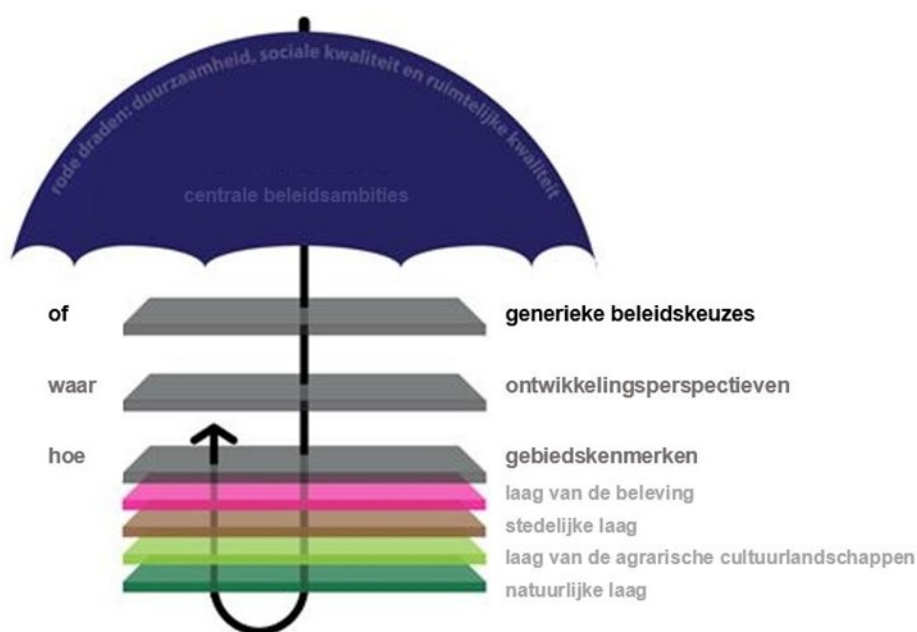 rode draden: duurzaamheid, sociale kwaliteit en ruimtelijke kwaliteit
centrale beleidsambities
of
generieke beleidskeuzes
waar
ontwikkelingsperspectieven
hoe
gebiedskenmerken
laag van de beleving
stedelijke laag
laag van de agrarische cultuurlandschappen
natuurlijke laag